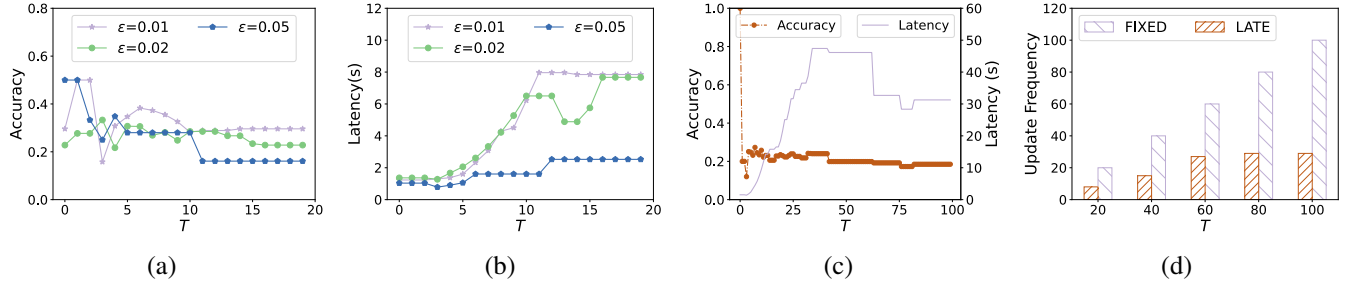 0.8
0.6
0.4
0.2
0.0
Accuracy
ε=0.01
ε=0.02
ε=0.05
0 5 10 15 20
T
(a)
12
10
8
6
4
2
0
Latency(s)
ε=0.01
ε=0.02
ε=0.05
0 5 10 15 20
T
(b)
1.0
0.8
0.6
0.4
0.2
0.0
Accuracy
Accuracy
Latency
60
50
40
30
20
10
0
Latency (s)
0 25 50 75 100
T
(c)
120
100
80
60
40
20
0
Update Frequency
FIXED
LATE
20 40 60 80 100
T
(d)